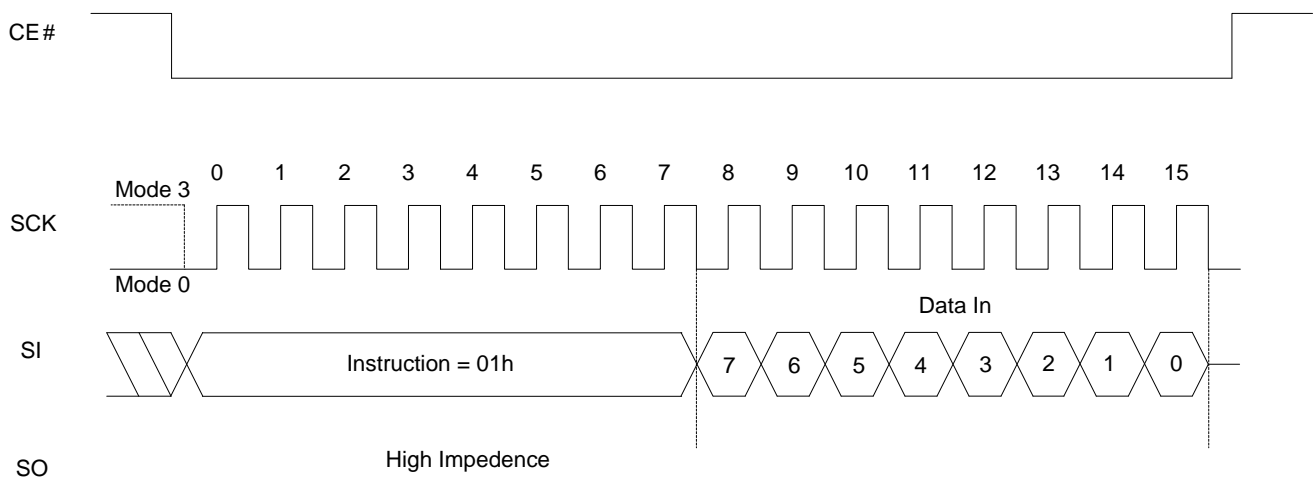 CE#
0 1 2 3 4 5 6 7 8 9 10 11 12 13 14 15
Mode 3
SCK
Mode 0
Data In
SI
Instruction = 01h
7 6 5 4 3 2 1 0
High Impedence
SO